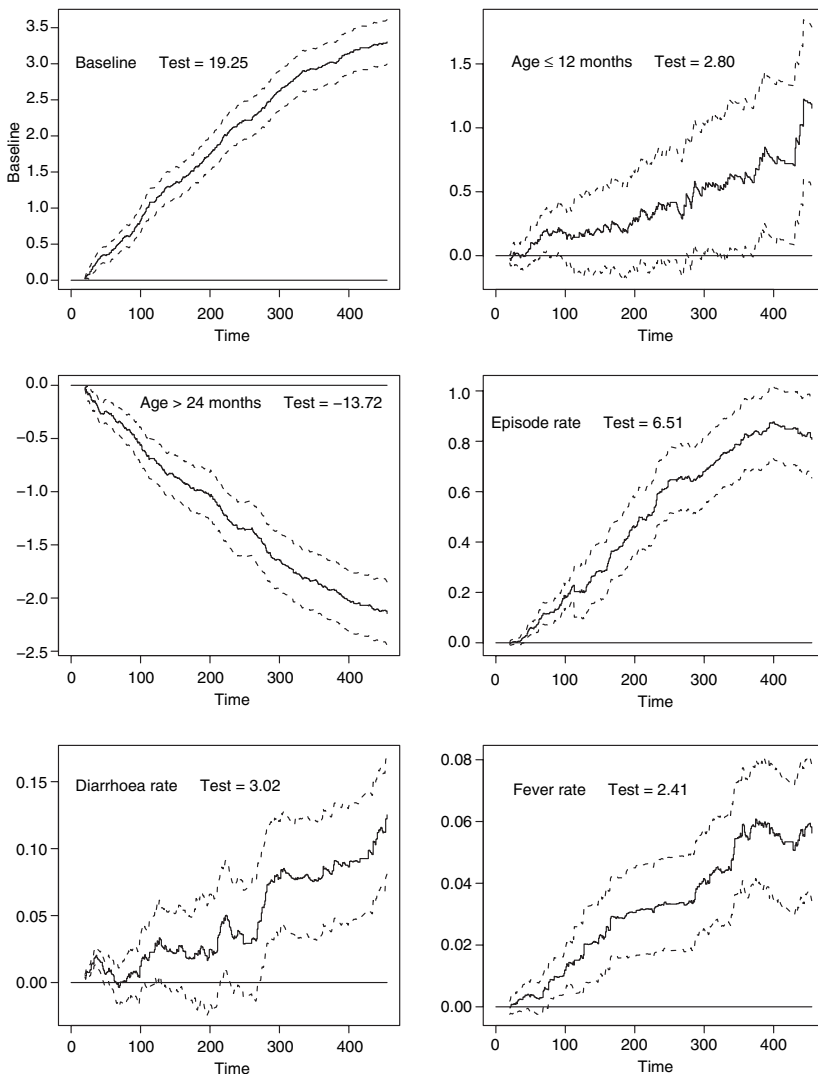 Baseline Test = 19.25
3.5
3.0
2.5
2.0
1.5
1.0
0.5
0.0
Baseline
0 100 200 300 400
Time
Age ≤ 12 months Test = 2.80
1.5
1.0
0.5
0.0
0 100 200 300 400
Time
Age > 24 months Test = −13.72
0.0
−0.5
−1.0
−1.5
−2.0
−2.5
0 100 200 300 400
Time
Episode rate Test = 6.51
1.0
0.8
0.6
0.4
0.2
0.0
0 100 200 300 400
Time
Diarrhoea rate Test = 3.02
0.15
0.10
0.05
0.00
0 100 200 300 400
Time
Fever rate Test = 2.41
0.08
0.06
0.04
0.02
0.00
0 100 200 300 400
Time